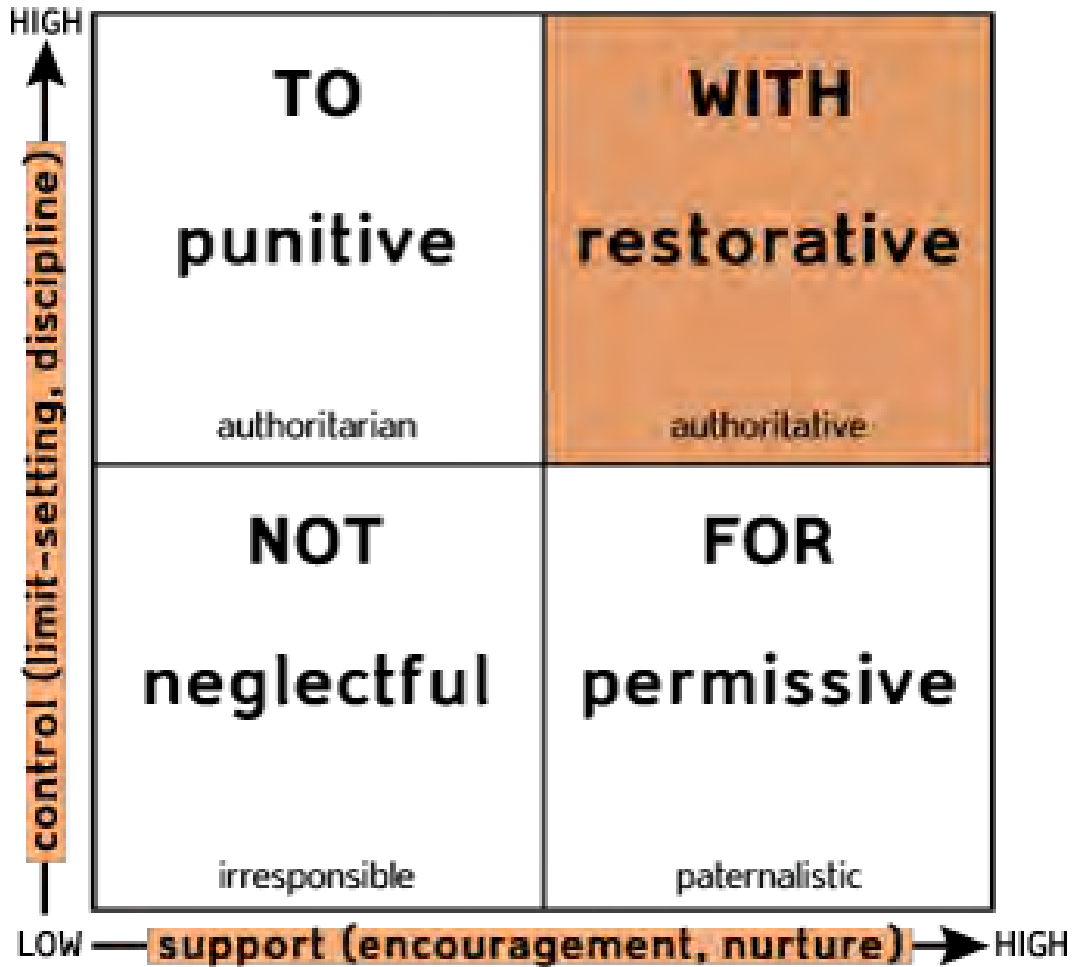 HIGH
control (limit-setting, discipline)
TO
punitive
authoritarian
WITH
restorative
authoritative
NOT
neglectful
irresponsible
FOR
permissive
paternalistic
LOW
support (encouragement, nurture)
HIGH